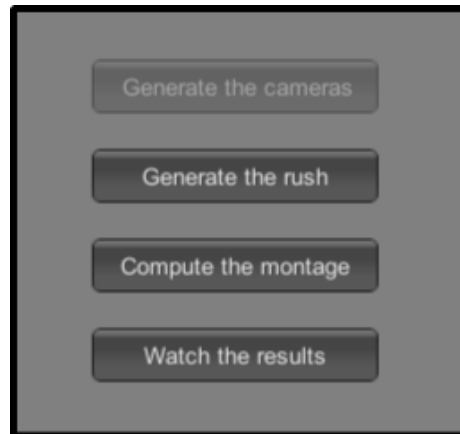 Generate the cameras
Generate the rush
Compute the montage
Watch the results